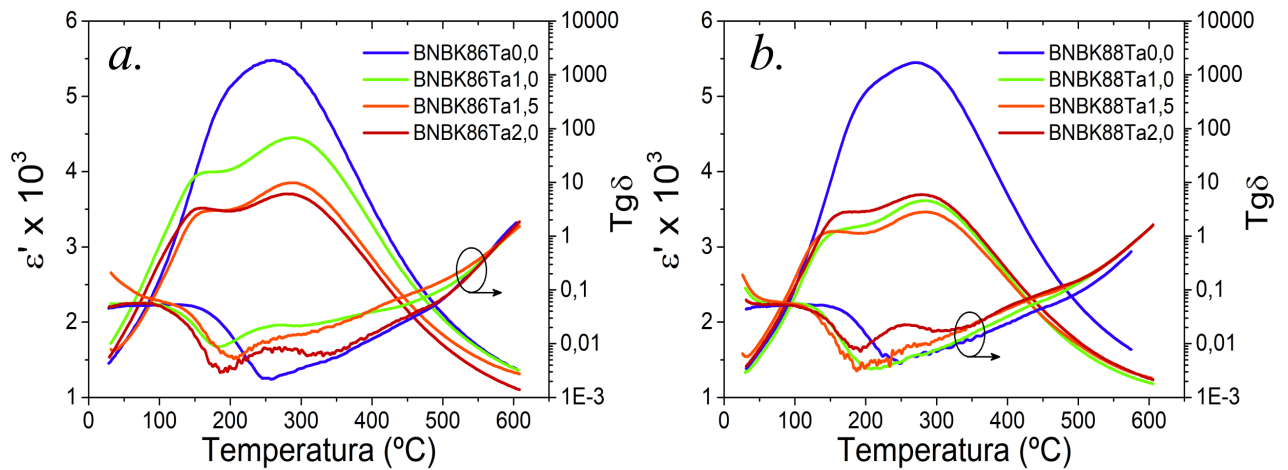 a.
BNBK86Ta0,0
BNBK86Ta1,0
BNBK86Ta1,5
BNBK86Ta2,0
ε' x 10³
6
5
4
3
2
1
0 100 200 300 400 500 600
Temperatura (ºC)
10000
1000
100
10
1
0,1
0,01
1E-3
Tgδ
b.
BNBK88Ta0,0
BNBK88Ta1,0
BNBK88Ta1,5
BNBK88Ta2,0
ε' x 10³
6
5
4
3
2
1
0 100 200 300 400 500 600
Temperatura (ºC)
10000
1000
100
10
1
0,1
0,01
1E-3
Tgδ